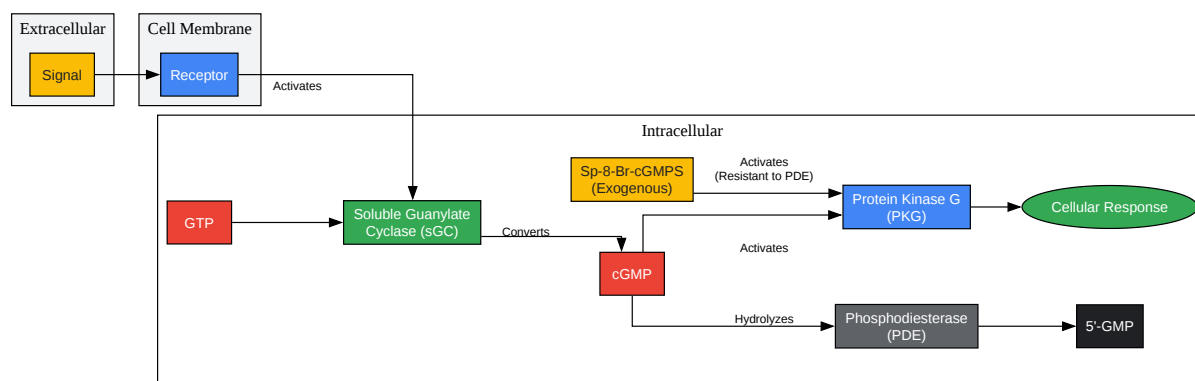 Extracellular
Cell Membrane
Signal
Receptor
Activates
Intracellular
Sp-8-Br-cGMPS
(Exogenous)
Activates
(Resistant to PDE)
GTP
Soluble Guanylate
Cyclase (sGC)
Converts
Protein Kinase G
(PKG)
Cellular Response
Activates
cGMP
Hydrolyzes
Phosphodiesterase
(PDE)
5'-GMP